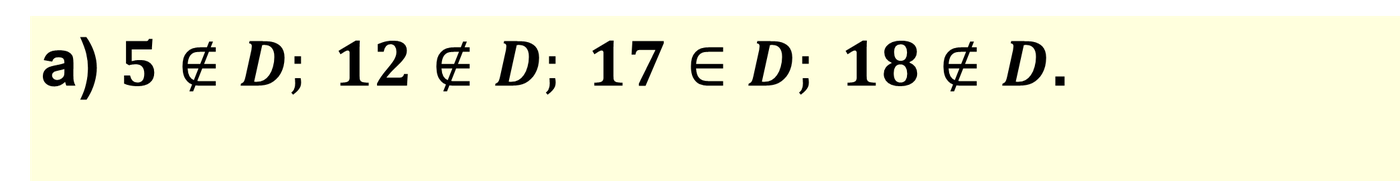 a) 5 ∉ D; 12 ∉ D; 17 ∈ D; 18 ∉ D.